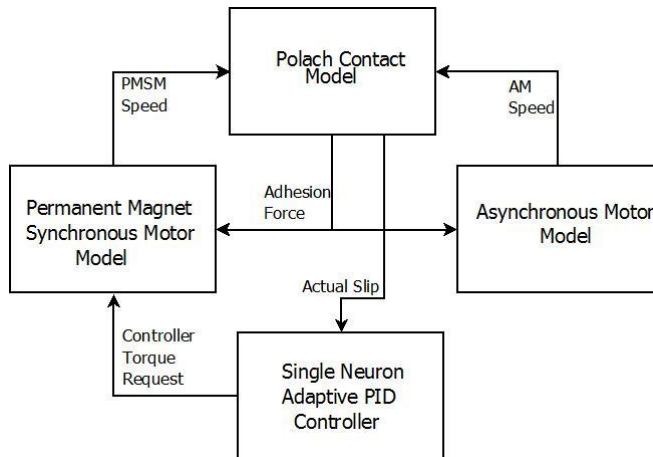 Polach Contact
Model
PMSM
Speed
AM
Speed
Permanent Magnet
Synchronous Motor
Model
Adhesion
Force
Asynchronous Motor
Model
Actual Slip
Controller
Torque
Request
Single Neuron
Adaptive PID
Controller